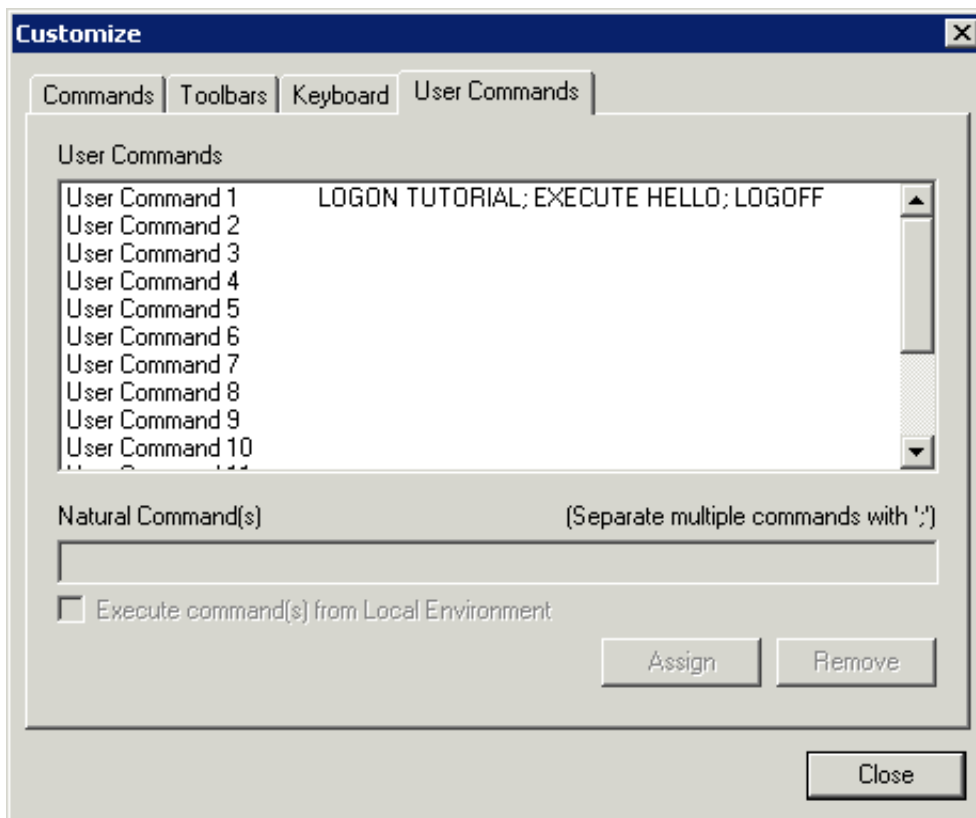 Customize
Commands Toolbars Keyboard User Commands
User Commands
User Command 1 LOGON TUTORIAL; EXECUTE HELLO; LOGOFF
User Command 2
User Command 3
User Command 4
User Command 5
User Command 6
User Command 7
User Command 8
User Command 9
User Command 10
Natural Command(s) (Separate multiple commands with ';')
Execute command(s) from Local Environment
Assign Remove
Close